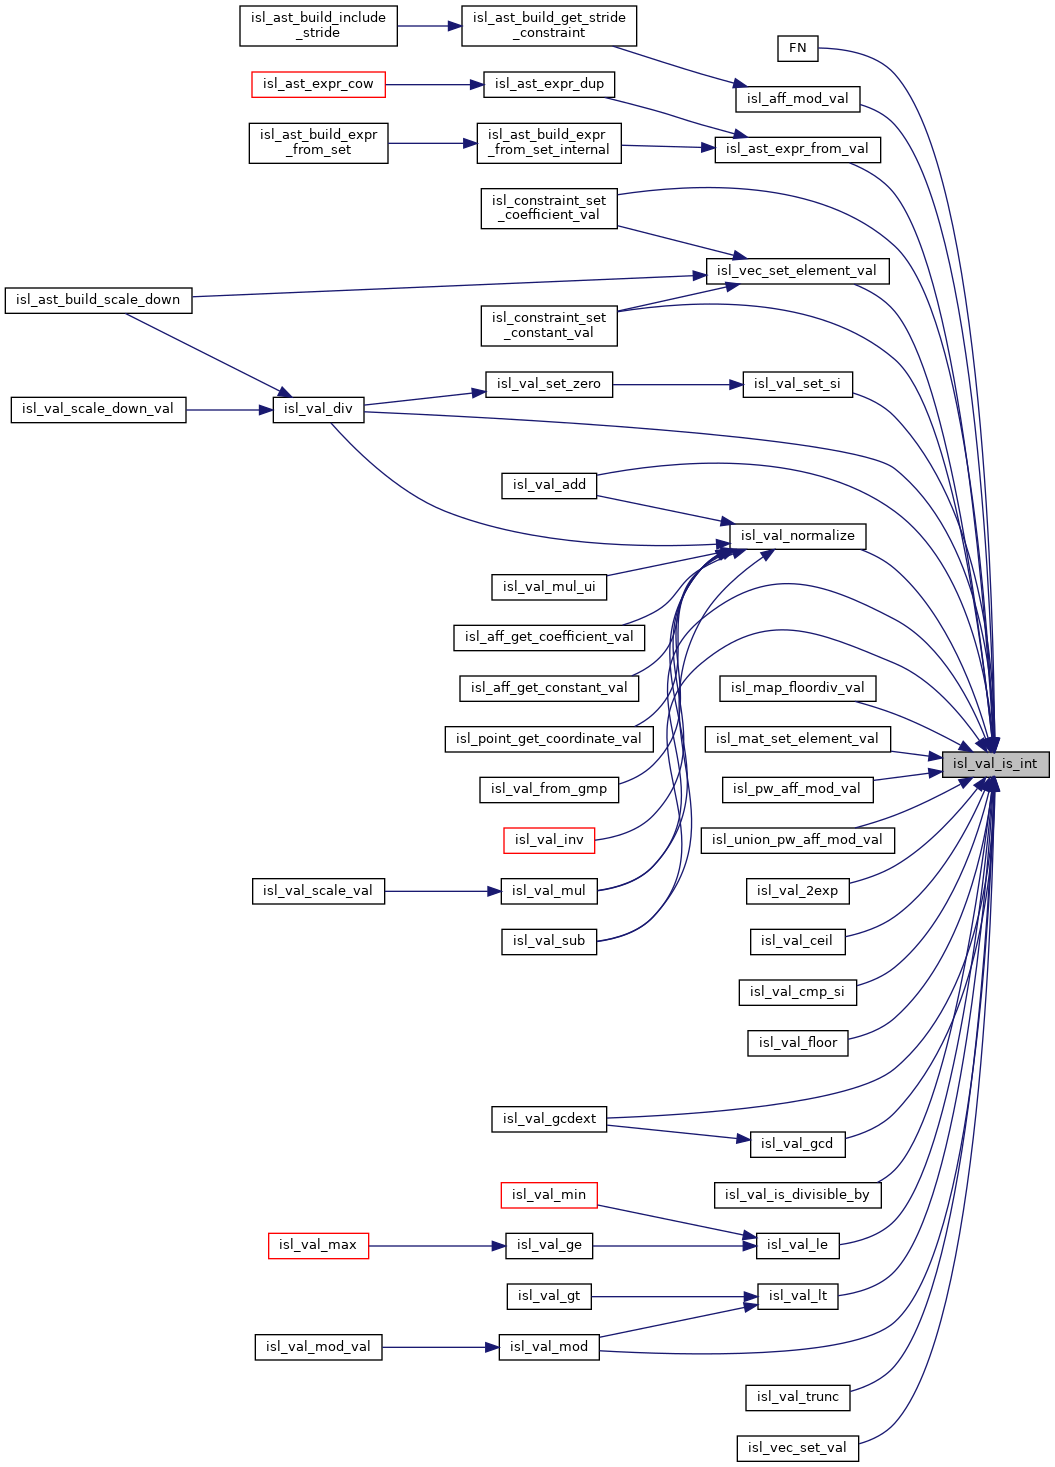 isl_ast_build_include
_stride
isl_ast_build_get_stride
_constraint
FN
isl_ast_expr_cow
isl_ast_expr_dup
isl_aff_mod_val
isl_ast_build_expr
_from_set
isl_ast_build_expr
_from_set_internal
isl_ast_expr_from_val
isl_constraint_set
_coefficient_val
isl_vec_set_element_val
isl_ast_build_scale_down
isl_constraint_set
_constant_val
isl_val_set_zero
isl_val_set_si
isl_val_scale_down_val
isl_val_div
isl_val_add
isl_val_normalize
isl_val_mul_ui
isl_aff_get_coefficient_val
isl_aff_get_constant_val
isl_map_floordiv_val
isl_point_get_coordinate_val
isl_mat_set_element_val
isl_val_is_int
isl_val_from_gmp
isl_pw_aff_mod_val
isl_val_inv
isl_union_pw_aff_mod_val
isl_val_scale_val
isl_val_mul
isl_val_2exp
isl_val_sub
isl_val_ceil
isl_val_cmp_si
isl_val_floor
isl_val_gcdext
isl_val_gcd
isl_val_min
isl_val_is_divisible_by
isl_val_max
isl_val_ge
isl_val_le
isl_val_gt
isl_val_lt
isl_val_mod_val
isl_val_mod
isl_val_trunc
isl_vec_set_val